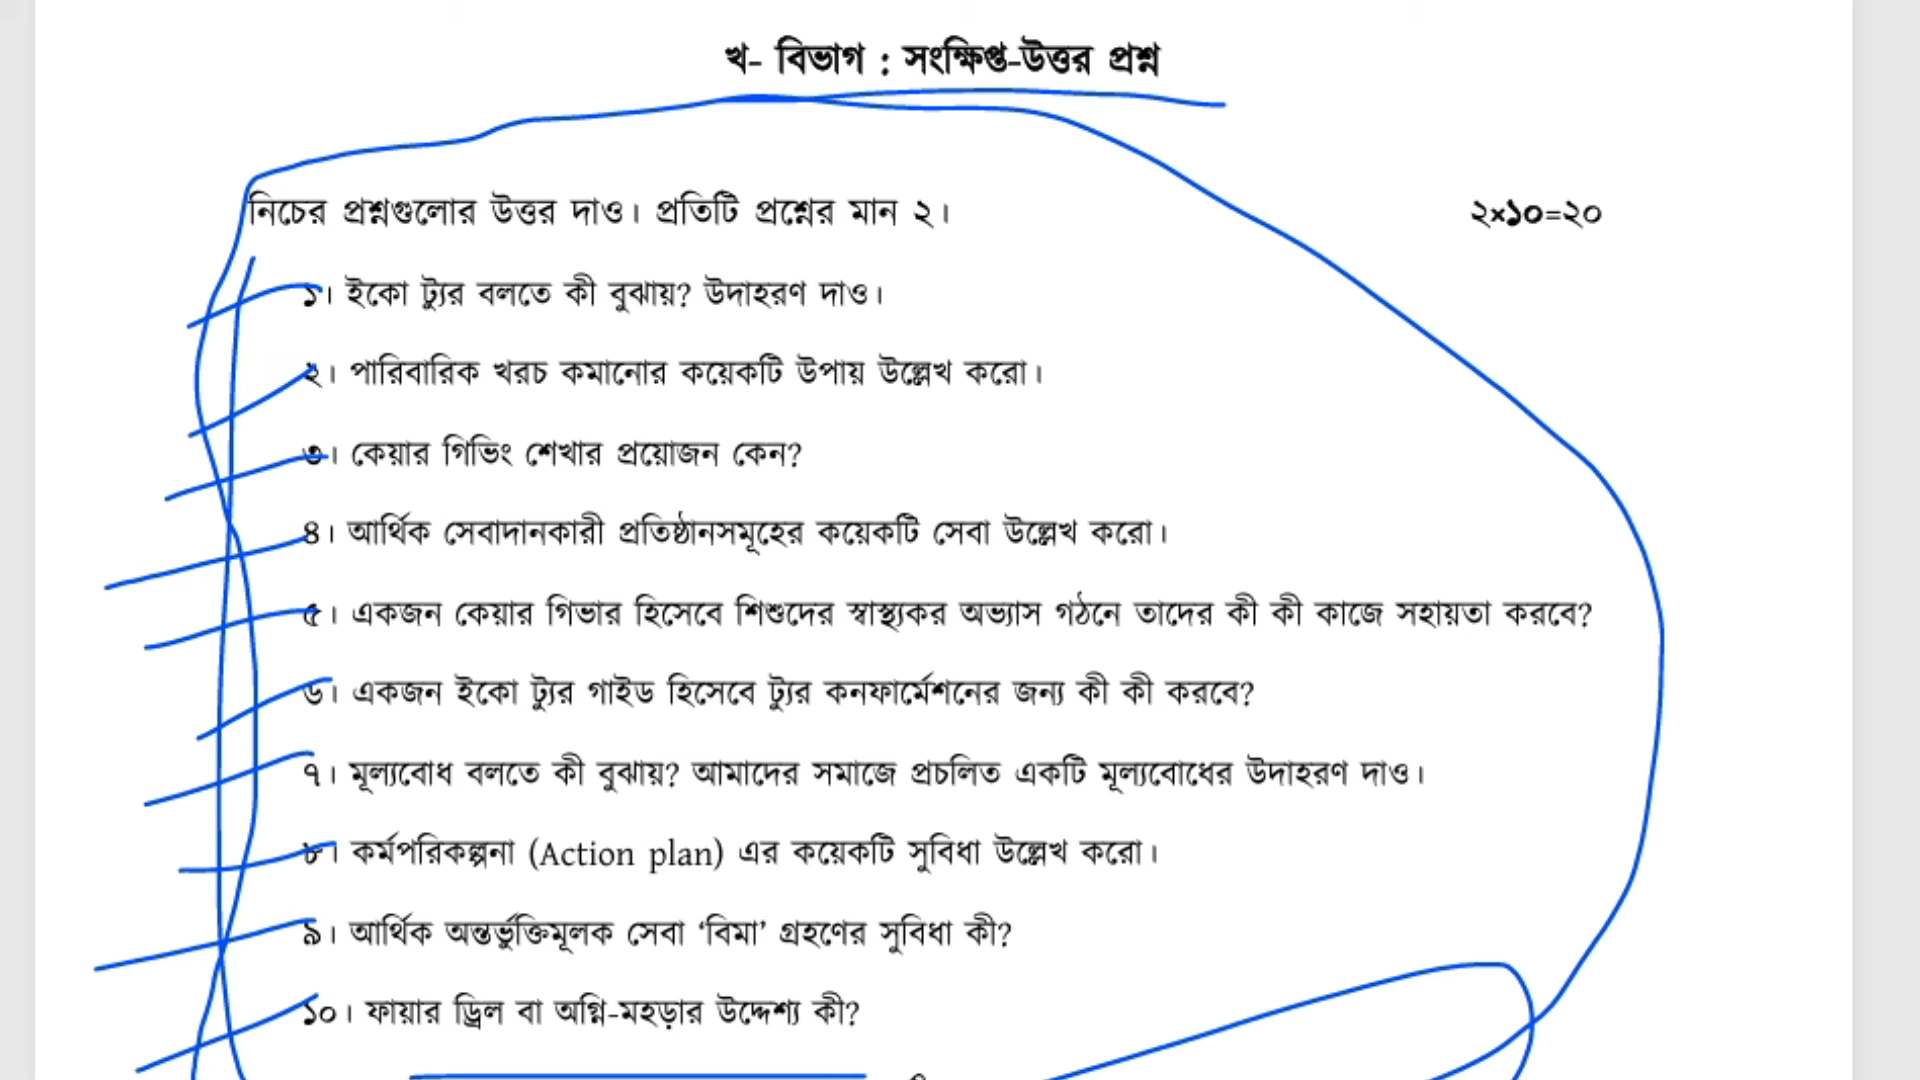 খ- বিভাগ : সংক্ষিপ্ত-উত্তর প্রশ্ন
নিচের প্রশ্নগুলোর উত্তর দাও। প্রতিটি প্রশ্নের মান ২। ২×১০=২০
১। ইকো ট্যুর বলতে কী বুঝায়? উদাহরণ দাও।
২। পারিবারিক খরচ কমানোর কয়েকটি উপায় উল্লেখ করো।
৩। কেয়ার গিভিং শেখার প্রয়োজন কেন?
৪। আর্থিক সেবাদানকারী প্রতিষ্ঠানসমূহের কয়েকটি সেবা উল্লেখ করো।
৫। একজন কেয়ার গিভার হিসেবে শিশুদের স্বাস্থ্যকর অভ্যাস গঠনে তাদের কী কী কাজে সহায়তা করবে?
৬। একজন ইকো ট্যুর গাইড হিসেবে ট্যুর কনফার্মেশনের জন্য কী কী করবে?
৭। মূল্যবোধ বলতে কী বুঝায়? আমাদের সমাজে প্রচলিত একটি মূল্যবোধের উদাহরণ দাও।
৮। কর্মপরিকল্পনা (Action plan) এর কয়েকটি সুবিধা উল্লেখ করো।
৯। আর্থিক অন্তর্ভুক্তিমূলক সেবা ‘বিমা’ গ্রহণের সুবিধা কী?
১০। ফায়ার ড্রিল বা অগ্নি-মহড়ার উদ্দেশ্য কী?